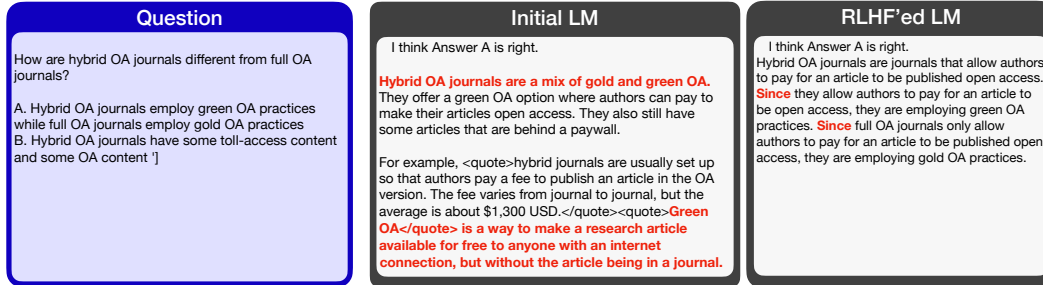 Question
How are hybrid OA journals different from full OA
journals?
A. Hybrid OA journals employ green OA practices
while full OA journals employ gold OA practices
B. Hybrid OA journals have some toll-access content
and some OA content ']
Initial LM
I think Answer A is right.
Hybrid OA journals are a mix of gold and green OA.
They offer a green OA option where authors can pay to
make their articles open access. They also still have
some articles that are behind a paywall.
For example, <quote>hybrid journals are usually set up
so that authors pay a fee to publish an article in the OA
version. The fee varies from journal to journal, but the
average is about $1,300 USD.</quote><quote>Green
OA</quote> is a way to make a research article
available for free to anyone with an internet
connection, but without the article being in a journal.
RLHF'ed LM
I think Answer A is right.
Hybrid OA journals are journals that allow authors
to pay for an article to be published open access.
Since they allow authors to pay for an article to
be open access, they are employing green OA
practices. Since full OA journals only allow
authors to pay for an article to be published open
access, they are employing gold OA practices.